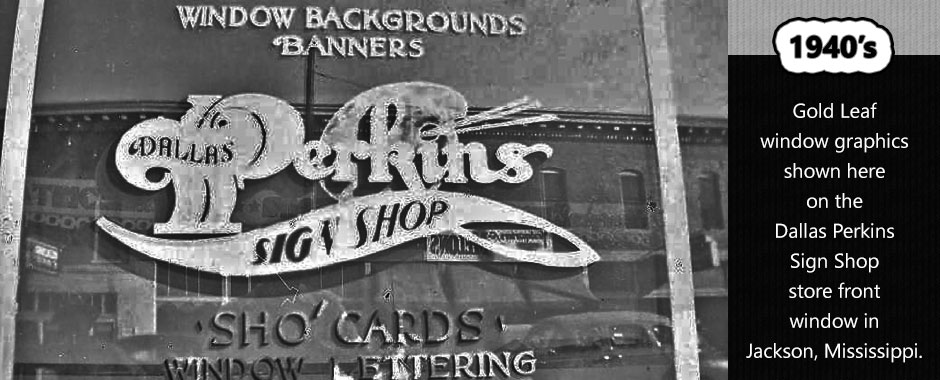 WINDOW BACKGROUNDS
BANNERS
DALLAS
Perkins
SIGN SHOP
'SHO' CARDS'
WINDOW LETTERING
1940's
Gold Leaf
window graphics
shown here
on the
Dallas Perkins
Sign Shop
store front
window in
Jackson, Mississippi.